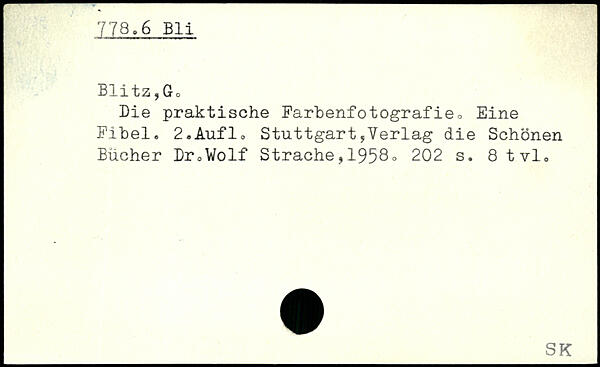 778.6 Bli
Blitz,G.
Die praktische Farbenfotografie. Eine
Fibel. 2.Aufl. Stuttgart,Verlag die Schönen
Bücher Dr.Wolf Strache,1958. 202 s. 8 tvl.
SK